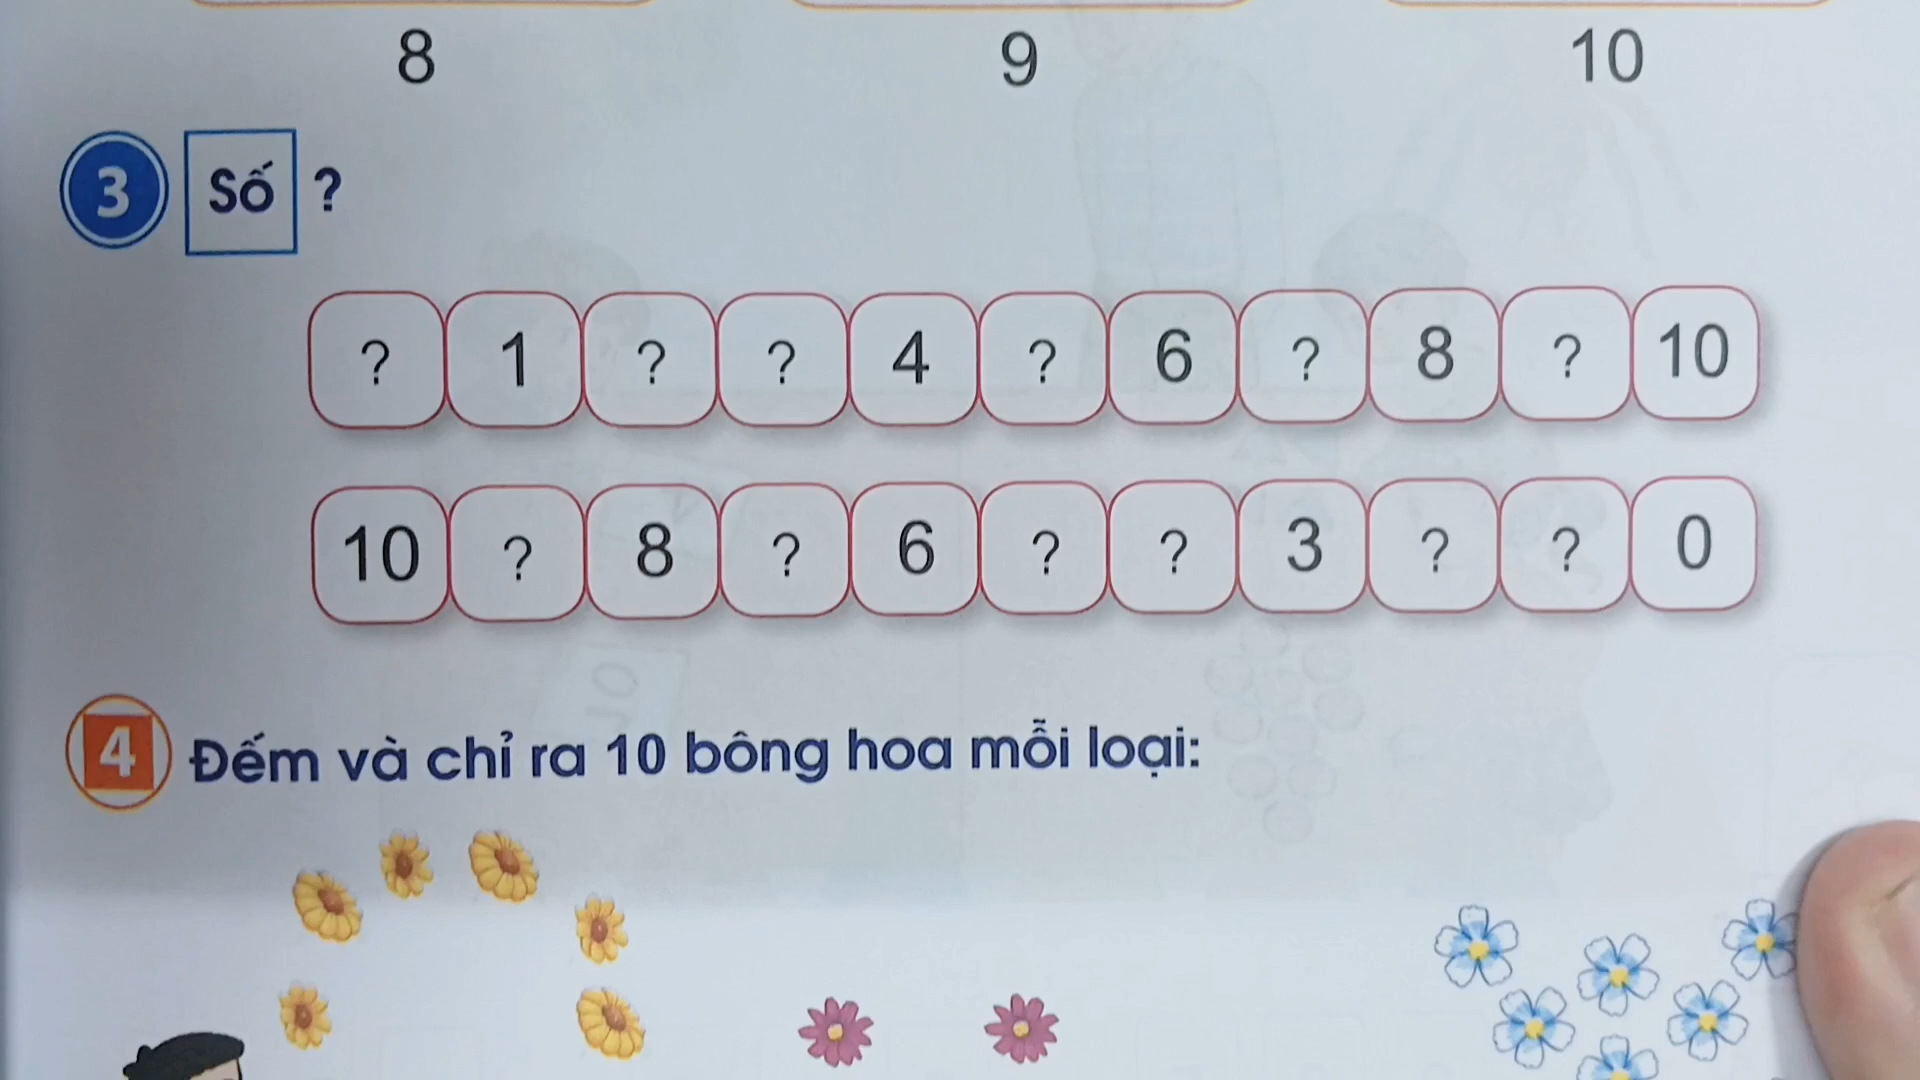 8 9 10
3 Số ?
? 1 ? ? 4 ? 6 ? 8 ? 10
10 ? 8 ? 6 ? ? 3 ? ? 0
4 Đếm và chỉ ra 10 bông hoa mỗi loại: